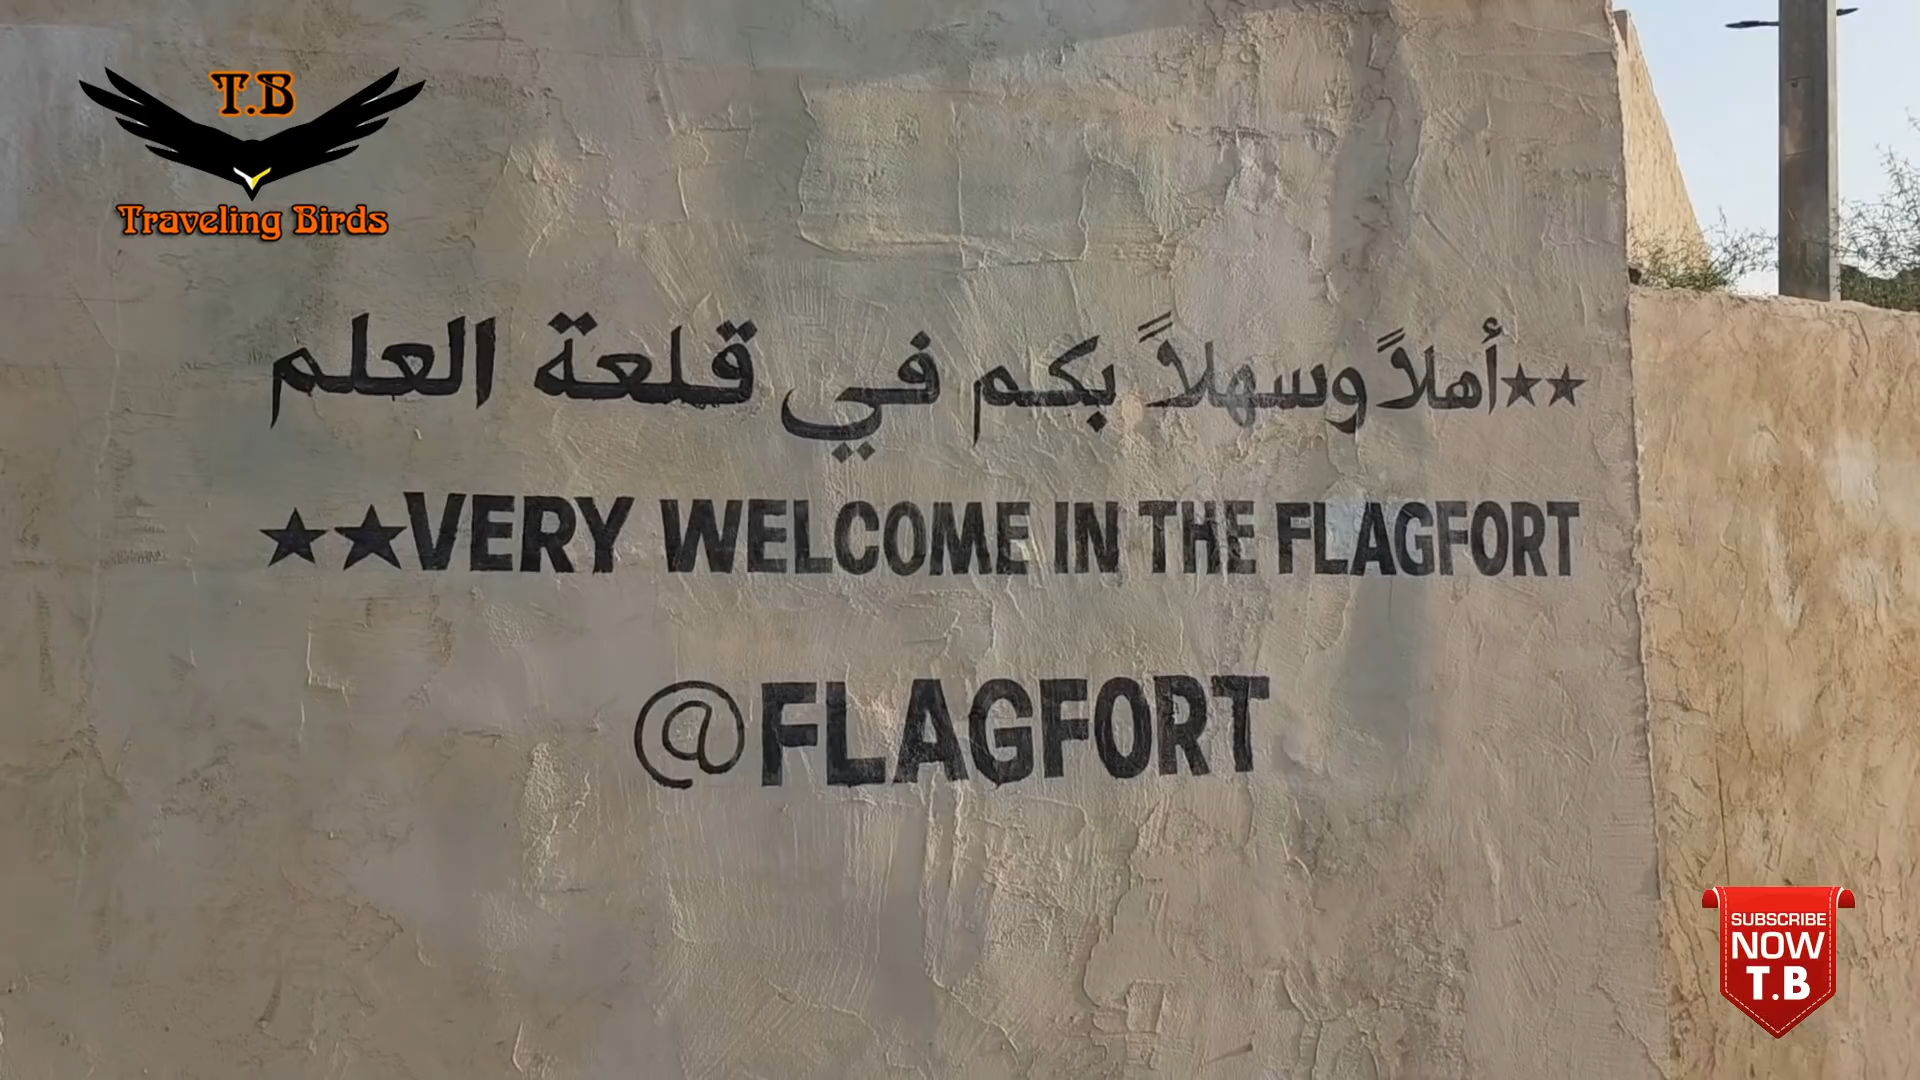 T.B
Traveling Birds
★★أهلاً وسهلاً بكم في قلعة العلم
★★VERY WELCOME IN THE FLAGFORT
@FLAGFORT
SUBSCRIBE
NOW
T.B